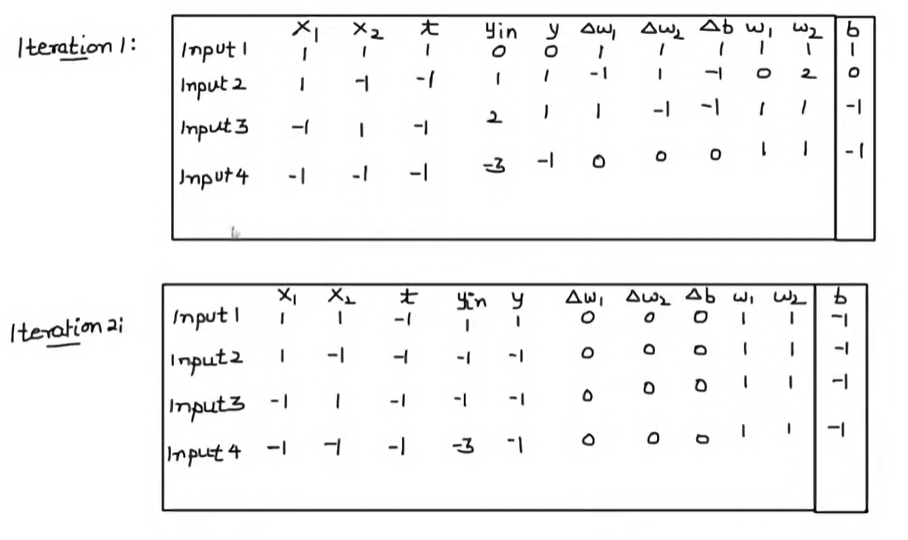 Iteration 1:
x₁ x₂ t yin y Δw₁ Δw₂ Δb w₁ w₂ b
Input 1 1 1 1 0 0 1 1 1 1 1 1
Input 2 1 -1 -1 1 1 -1 1 -1 0 2 0
Input 3 -1 1 -1 2 1 1 -1 -1 1 1 -1
Input 4 -1 -1 -1 -3 -1 0 0 0 1 1 -1
Iteration 2;
x₁ x₂ t yin y Δw₁ Δw₂ Δb w₁ w₂ b
Input 1 1 1 -1 1 1 0 0 0 1 1 -1
Input 2 1 -1 -1 -1 -1 0 0 0 1 1 -1
Input 3 -1 1 -1 -1 -1 0 0 0 1 1 -1
Input 4 -1 -1 -1 -3 -1 0 0 0 1 1 -1